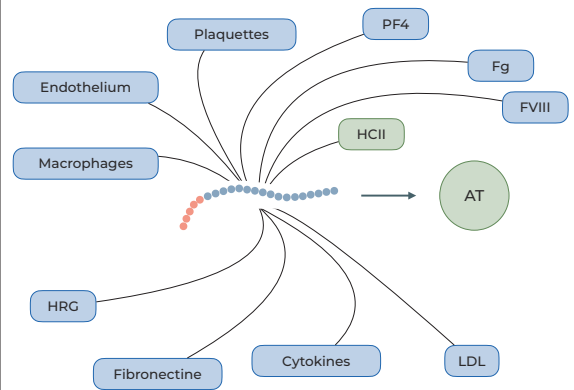 PF4
Plaquettes
Fg
Endothelium
FVIII
HCII
Macrophages
AT
HRG
Fibronectine
Cytokines
LDL